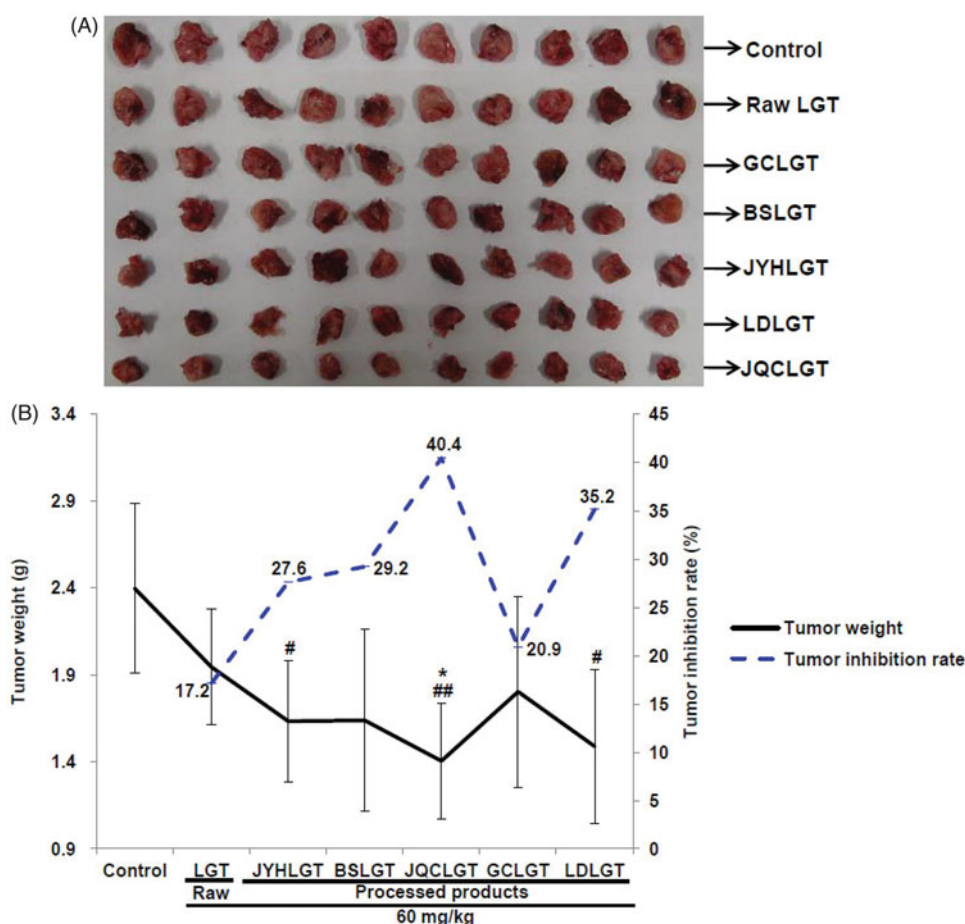 (A)
Control
Raw LGT
GCLGT
BSLGT
JYHLGT
LDLGT
JQCLGT
(B)
Tumor weight (g)
3.4
2.9
2.4
1.9
1.4
0.9
17.2
27.6
29.2
40.4
20.9
35.2
#
*
##
#
45
40
35
30
25
20
15
10
5
0
Tumor inhibition rate (%)
Tumor weight
Tumor inhibition rate
Control LGT JYHLGT BSLGT JQCLGT GCLGT LDLGT
Raw Processed products
60 mg/kg